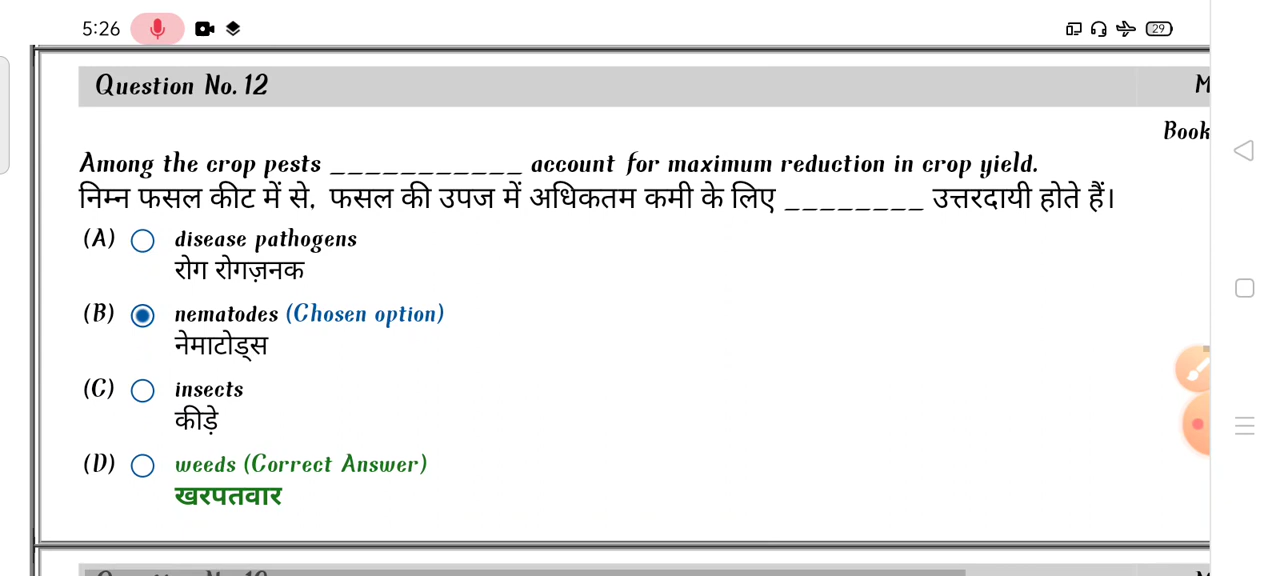 5:26
29
Question No. 12
M
Book
Among the crop pests ___________ account for maximum reduction in crop yield.
निम्न फसल कीट में से, फसल की उपज में अधिकतम कमी के लिए ________ उत्तरदायी होते हैं।
(A) disease pathogens
रोग रोगज़नक
(B) nematodes (Chosen option)
नेमाटोड्स
(C) insects
कीड़े
(D) weeds (Correct Answer)
खरपतवार